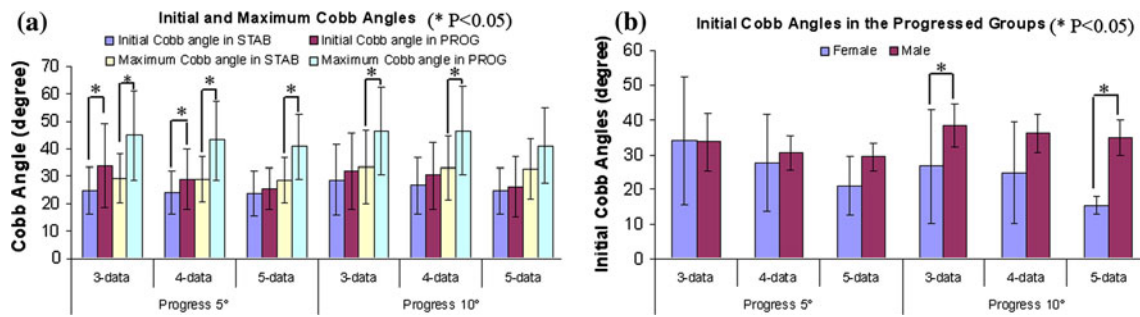 (a) Initial and Maximum Cobb Angles (* P<0.05)
Initial Cobb angle in STAB Initial Cobb angle in PROG
Maximum Cobb angle in STAB Maximum Cobb angle in PROG
Cobb Angle (degree)
70
60
50
40
30
20
10
0
* * * * * * *
3-data 4-data 5-data 3-data 4-data 5-data
Progress 5° Progress 10°
(b) Initial Cobb Angles in the Progressed Groups (* P<0.05)
Female Male
Initial Cobb Angles (degree)
60
50
40
30
20
10
0
* *
3-data 4-data 5-data 3-data 4-data 5-data
Progress 5° Progress 10°